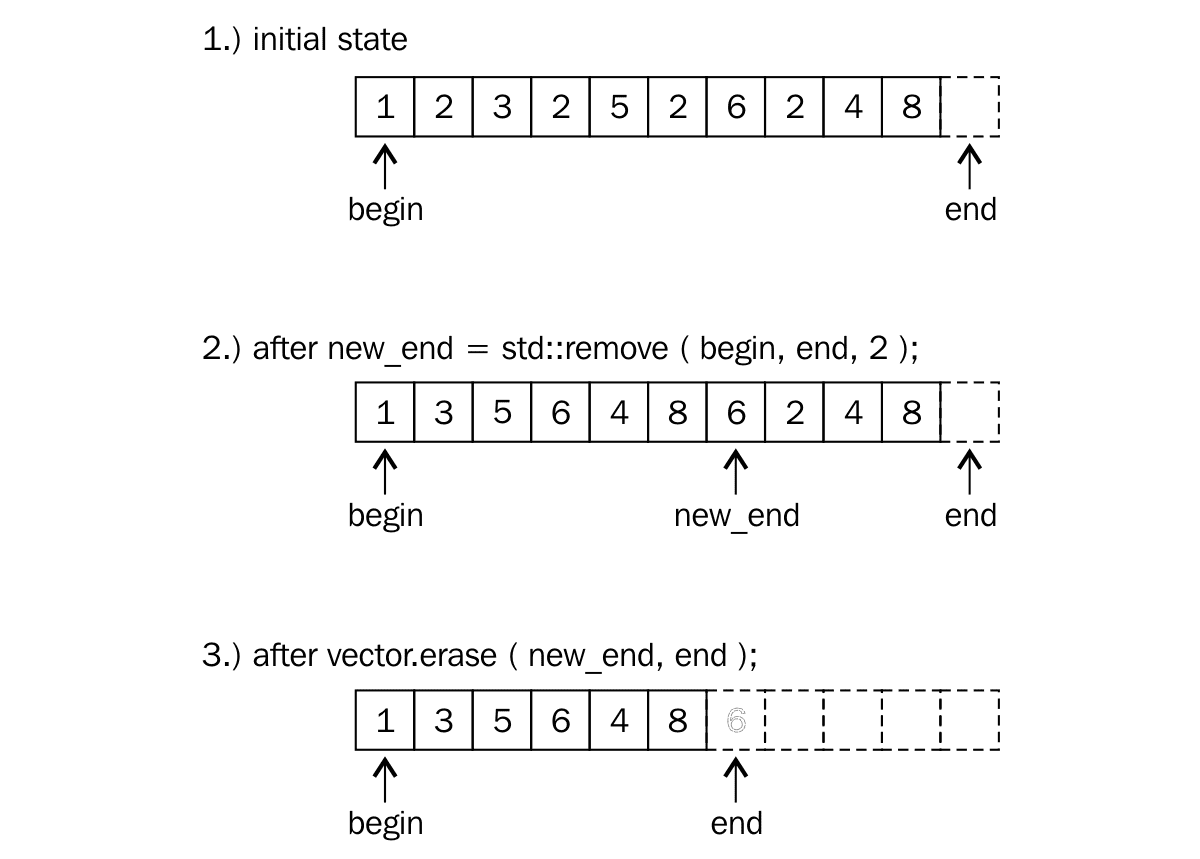 1.) initial state
1 2 3 2 5 2 6 2 4 8
begin end
2.) after new_end = std::remove ( begin, end, 2 );
1 3 5 6 4 8 6 2 4 8
begin new_end end
3.) after vector.erase ( new_end, end );
1 3 5 6 4 8 6
begin end